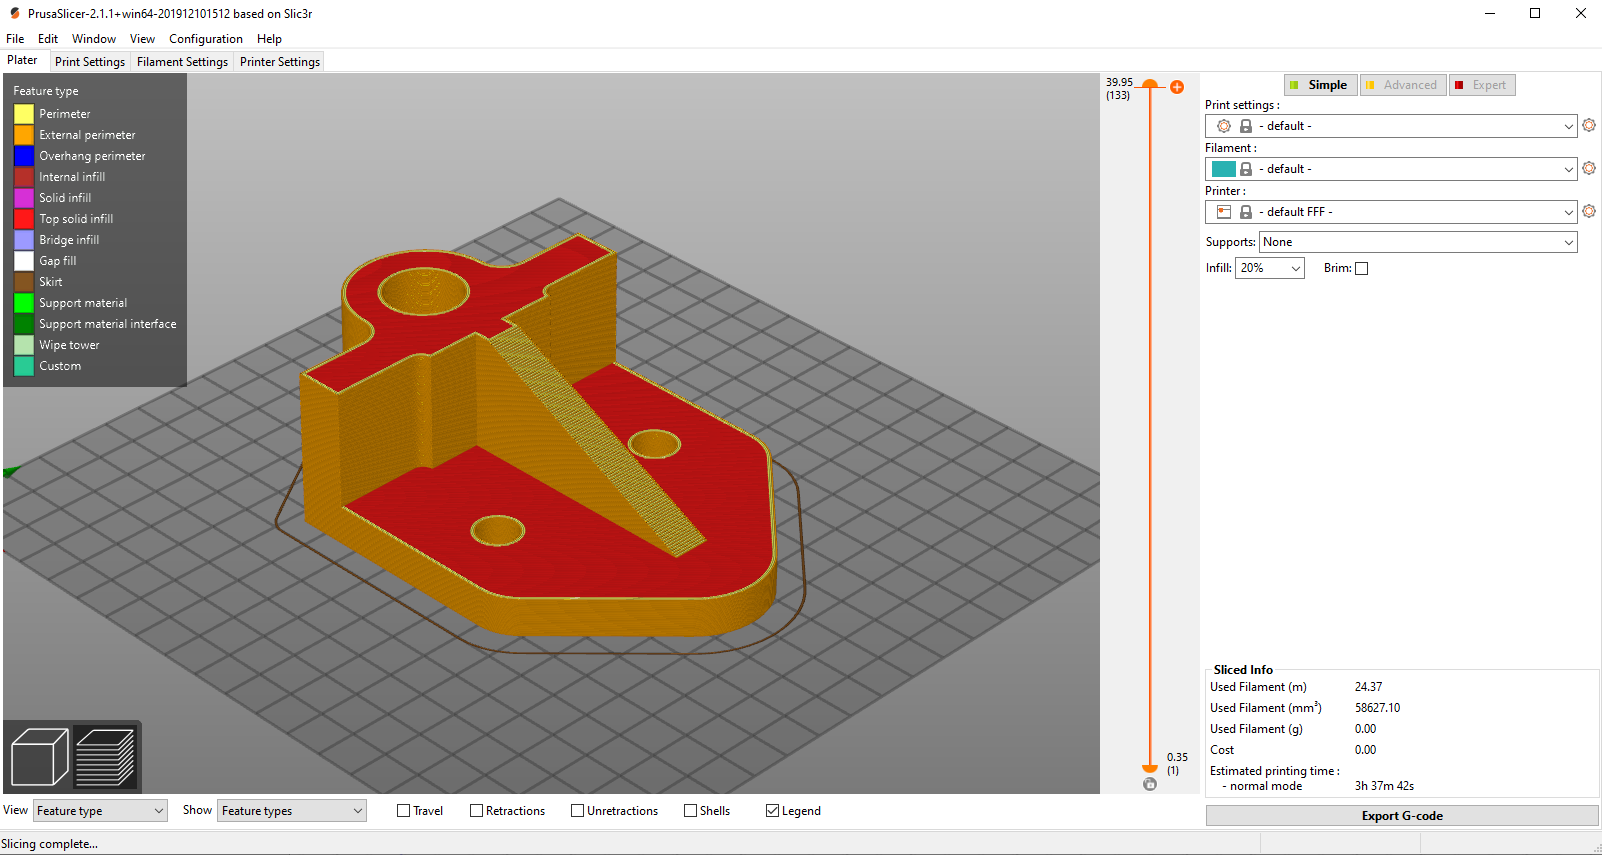 PrusaSlicer-2.1.1+win64-201912101512 based on Slic3r
File Edit Window View Configuration Help
Plater Print Settings Filament Settings Printer Settings
Feature type
Perimeter
External perimeter
Overhang perimeter
Internal infill
Solid infill
Top solid infill
Bridge infill
Gap fill
Skirt
Support material
Support material interface
Wipe tower
Custom
39.95
(133)
0.35
(1)
Simple Advanced Expert
Print settings :
- default -
Filament :
- default -
Printer :
- default FFF -
Supports: None
Infill: 20% Brim:
Sliced Info
Used Filament (m) 24.37
Used Filament (mm³) 58627.10
Used Filament (g) 0.00
Cost 0.00
Estimated printing time :
- normal mode 3h 37m 42s
View Feature type Show Feature types Travel Retractions Unretractions Shells Legend
Export G-code
Slicing complete...